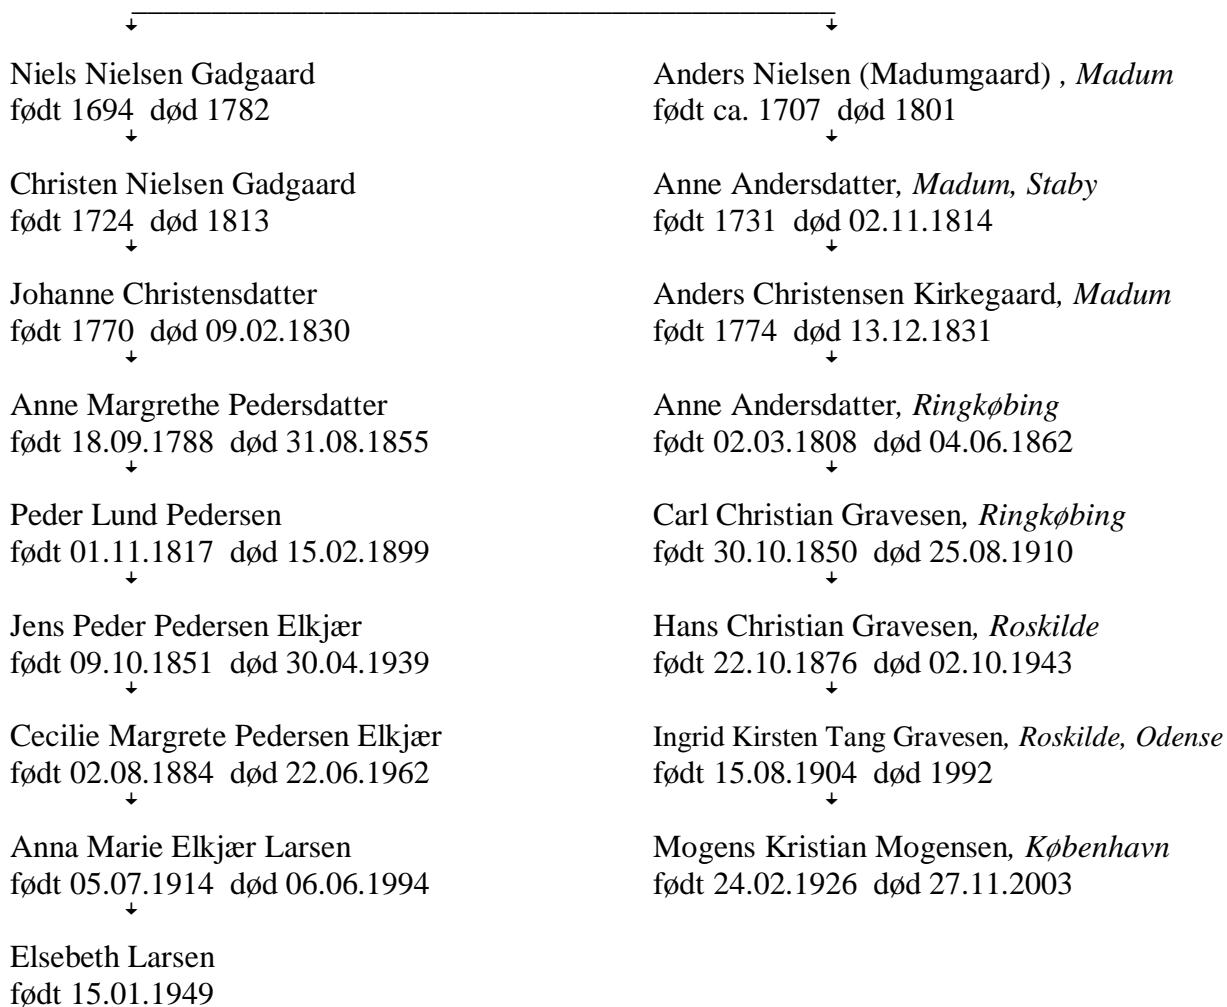 Niels Nielsen Gadgaard
født 1694  død 1782
Christen Nielsen Gadgaard
født 1724  død 1813
Johanne Christensdatter
født 1770  død 09.02.1830
Anne Margrethe Pedersdatter
født 18.09.1788  død 31.08.1855
Peder Lund Pedersen
født 01.11.1817  død 15.02.1899
Jens Peder Pedersen Elkjær
født 09.10.1851  død 30.04.1939
Cecilie Margrete Pedersen Elkjær
født 02.08.1884  død 22.06.1962
Anna Marie Elkjær Larsen
født 05.07.1914  død 06.06.1994
Elsebeth Larsen
født 15.01.1949
Anders Nielsen (Madumgaard) , Madum
født ca. 1707  død 1801
Anne Andersdatter, Madum, Staby
født 1731  død 02.11.1814
Anders Christensen Kirkegaard, Madum
født 1774  død 13.12.1831
Anne Andersdatter, Ringkøbing
født 02.03.1808  død 04.06.1862
Carl Christian Gravesen, Ringkøbing
født 30.10.1850  død 25.08.1910
Hans Christian Gravesen, Roskilde
født 22.10.1876  død 02.10.1943
Ingrid Kirsten Tang Gravesen, Roskilde, Odense
født 15.08.1904  død 1992
Mogens Kristian Mogensen, København
født 24.02.1926  død 27.11.2003